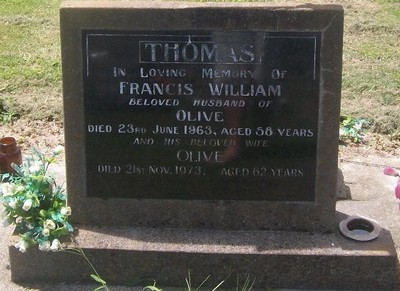 THOMAS
IN LOVING MEMORY OF
FRANCIS WILLIAM
BELOVED HUSBAND OF
OLIVE
DIED 23RD JUNE 1963, AGED 58 YEARS
AND HIS BELOVED WIFE
OLIVE
DIED 21ST NOV. 1973. AGED 62 YEARS